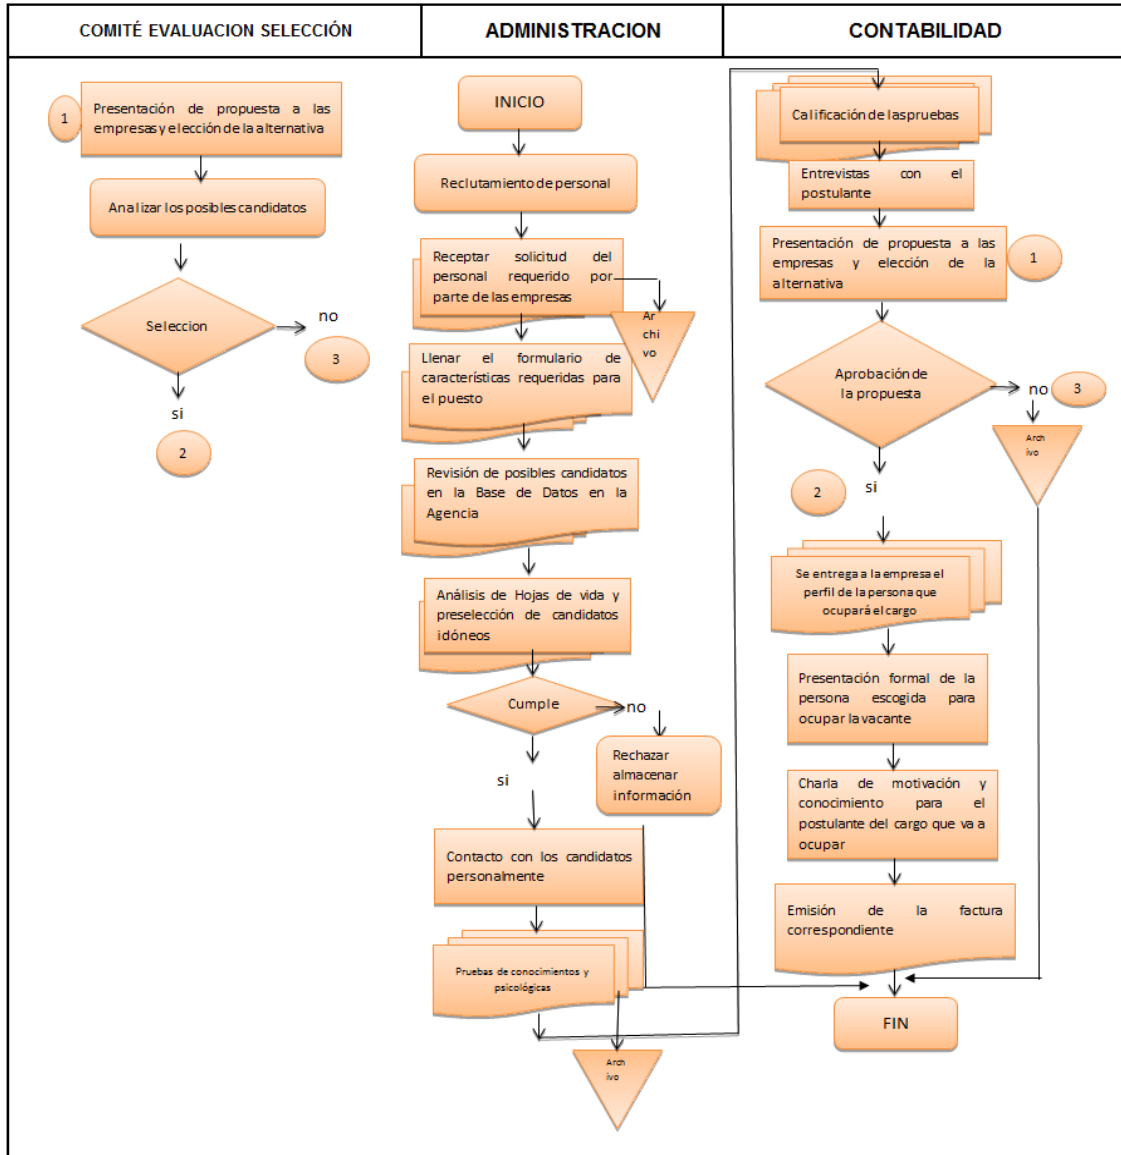 COMITÉ EVALUACION SELECCIÓN
ADMINISTRACION
CONTABILIDAD
1
Presentación de propuesta a las
empresas y elección de la alternativa
Analizar los posibles candidatos
Seleccion
no
3
si
2
INICIO
Reclutamiento de personal
Receptar solicitud del
personal requerido por
parte de las empresas
Ar
chi
vo
Llenar el formulario de
características requeridas para
el puesto
Revisión de posibles candidatos
en la Base de Datos en la
Agencia
Análisis de Hojas de vida y
preselección de candidatos
idóneos
Cumple
no
Rechazar
almacenar
información
si
Contacto con los candidatos
personalmente
Pruebas de conocimientos y
psicológicas
Arch
ivo
Calificación de las pruebas
Entrevistas con el
postulante
Presentación de propuesta a las
empresas y elección de la
alternativa
1
Aprobación de
la propuesta
no
3
Arch
ivo
2
si
Se entrega a la empresa el
perfil de la persona que
ocupará el cargo
Presentación formal de la
persona escogida para
ocupar la vacante
Charla de motivación y
conocimiento para el
postulante del cargo que va a
ocupar
Emisión de la factura
correspondiente
FIN